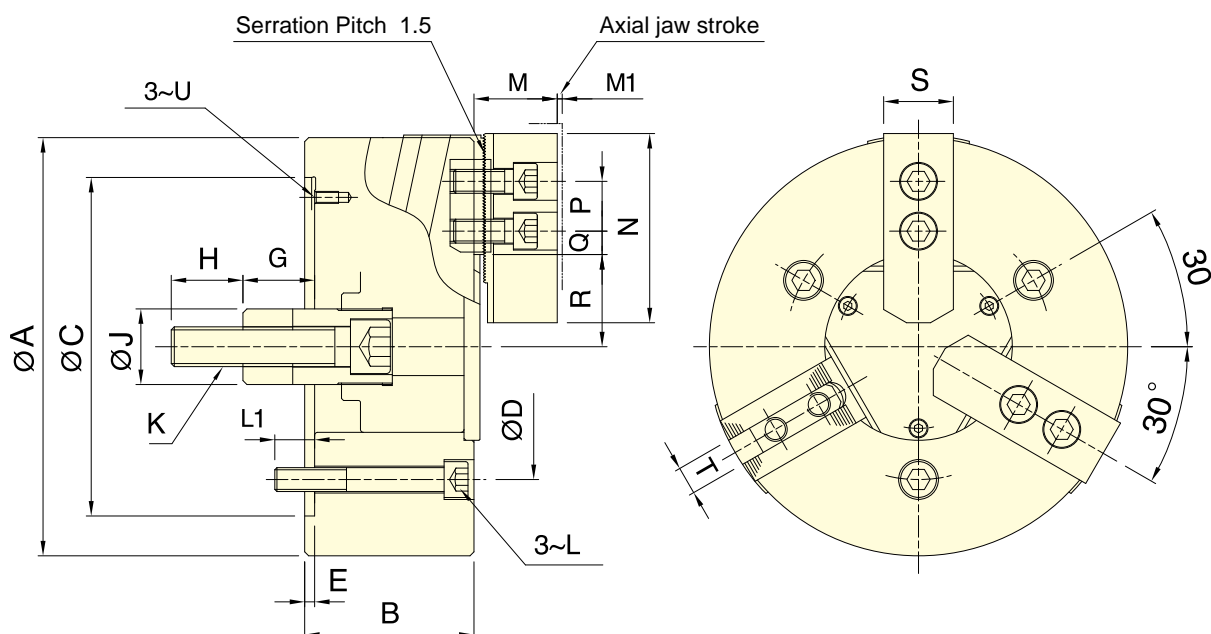 Serration Pitch 1.5
Axial jaw stroke
M
M1
S
3~U
P
N
Q
H
G
R
30
ØA
ØC
ØJ
K
L1
ØD
30°
T
3~L
E
B